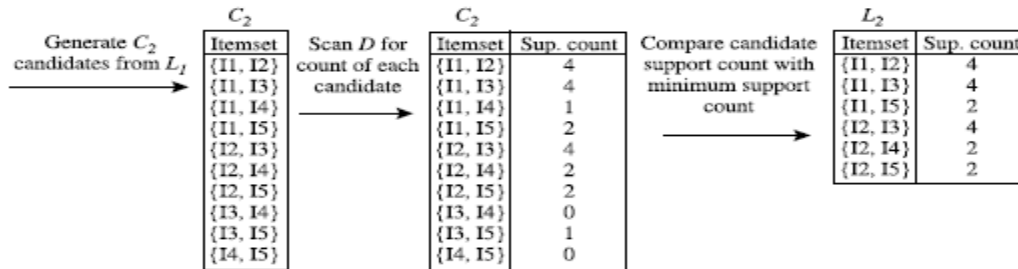 C2
C2
L2
Generate C2
candidates from L1
Itemset
{I1, I2}
{I1, I3}
{I1, I4}
{I1, I5}
{I2, I3}
{I2, I4}
{I2, I5}
{I3, I4}
{I3, I5}
{I4, I5}
Scan D for
count of each
candidate
Itemset Sup. count
{I1, I2} 4
{I1, I3} 4
{I1, I4} 1
{I1, I5} 2
{I2, I3} 4
{I2, I4} 2
{I2, I5} 2
{I3, I4} 0
{I3, I5} 1
{I4, I5} 0
Compare candidate
support count with
minimum support
count
Itemset Sup. count
{I1, I2} 4
{I1, I3} 4
{I1, I5} 2
{I2, I3} 4
{I2, I4} 2
{I2, I5} 2